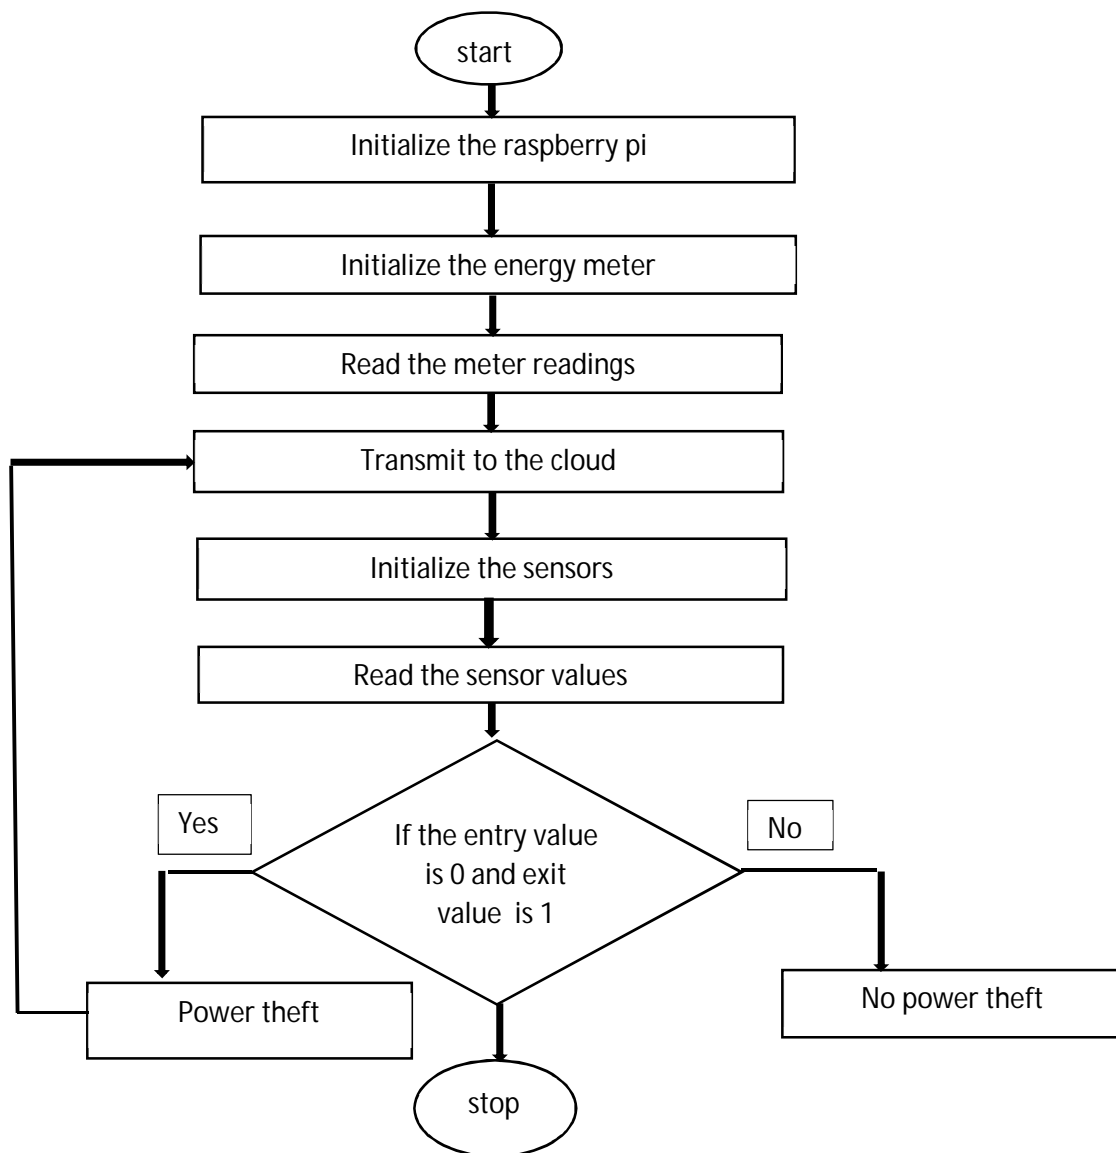 start
Initialize the raspberry pi
Initialize the energy meter
Read the meter readings
Transmit to the cloud
Initialize the sensors
Read the sensor values
Yes
No
If the entry value
is 0 and exit
value is 1
Power theft
No power theft
stop